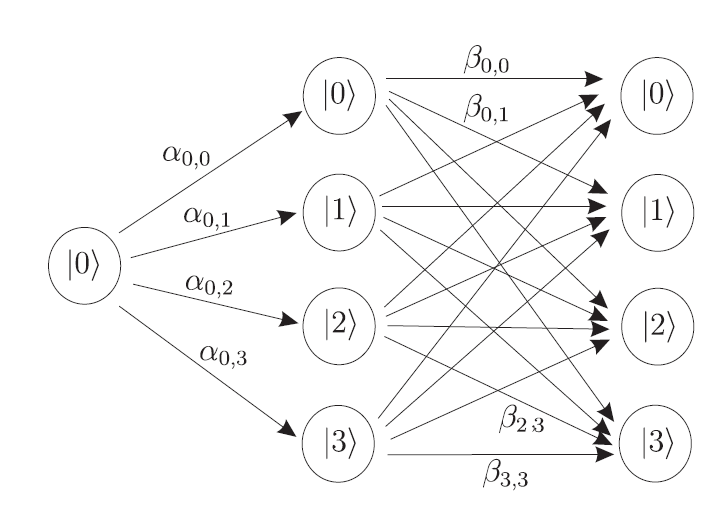 β₀,₀
|0⟩ |0⟩
β₀,₁
α₀,₀
α₀,₁ |1⟩ |1⟩
|0⟩
α₀,₂
|2⟩ |2⟩
α₀,₃
β₂,₃
|3⟩ |3⟩
β₃,₃